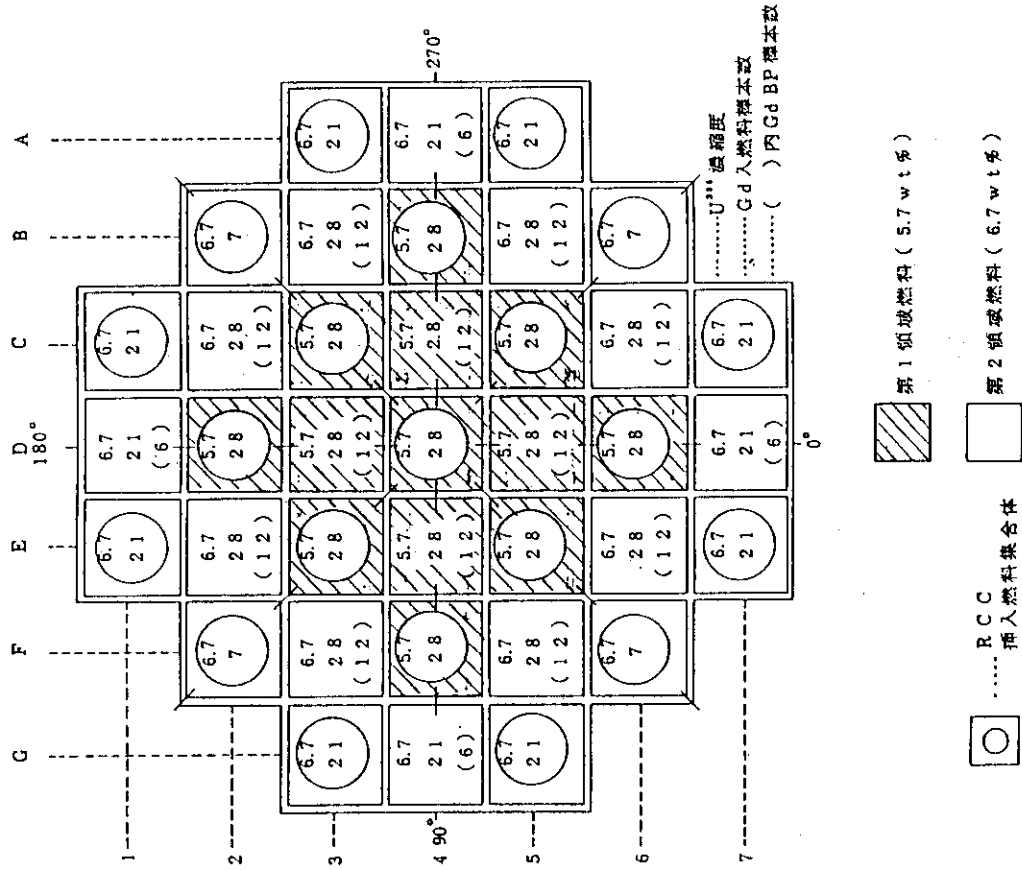 G F E D C B A
180°
1
6.7 6.7 6.7
21 21 21
(6)
2
6.7 6.7 5.7 6.7 6.7
7 28 28 28 7
(12) (12)
3
6.7 6.7 5.7 5.7 5.7 6.7 6.7
21 28 28 28 28 28 21
(12) (12) (12)
4 90°
6.7 5.7 5.7 5.7 5.7 5.7 6.7
21 28 28 28 28 28 21
(6) (12) (12) (6)
270°
5
6.7 6.7 5.7 5.7 5.7 6.7 6.7
21 28 28 28 28 28 21
(12) (12) (12)
6
6.7 6.7 5.7 6.7 6.7
7 28 28 28 7
(12) (12)
7
6.7 6.7 6.7
21 21 21
(6)
0°
………U²³⁵ 濃縮度
………Gd 入燃料棒本数
………( )内Gd BP 棒本数
第1領域燃料(5.7 wt%)
第2領域燃料(6.7 wt%)
……RCC
挿入燃料集合体